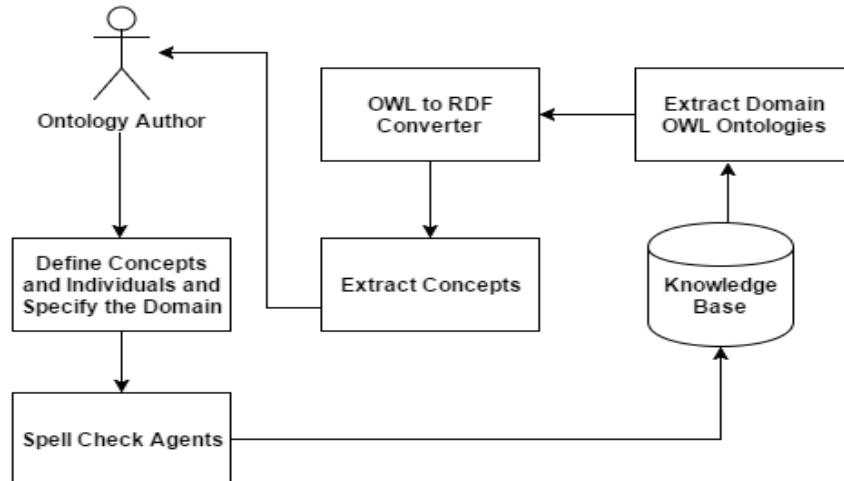 Ontology Author
Define Concepts
and Individuals and
Specify the Domain
Spell Check Agents
Knowledge
Base
Extract Domain
OWL Ontologies
OWL to RDF
Converter
Extract Concepts